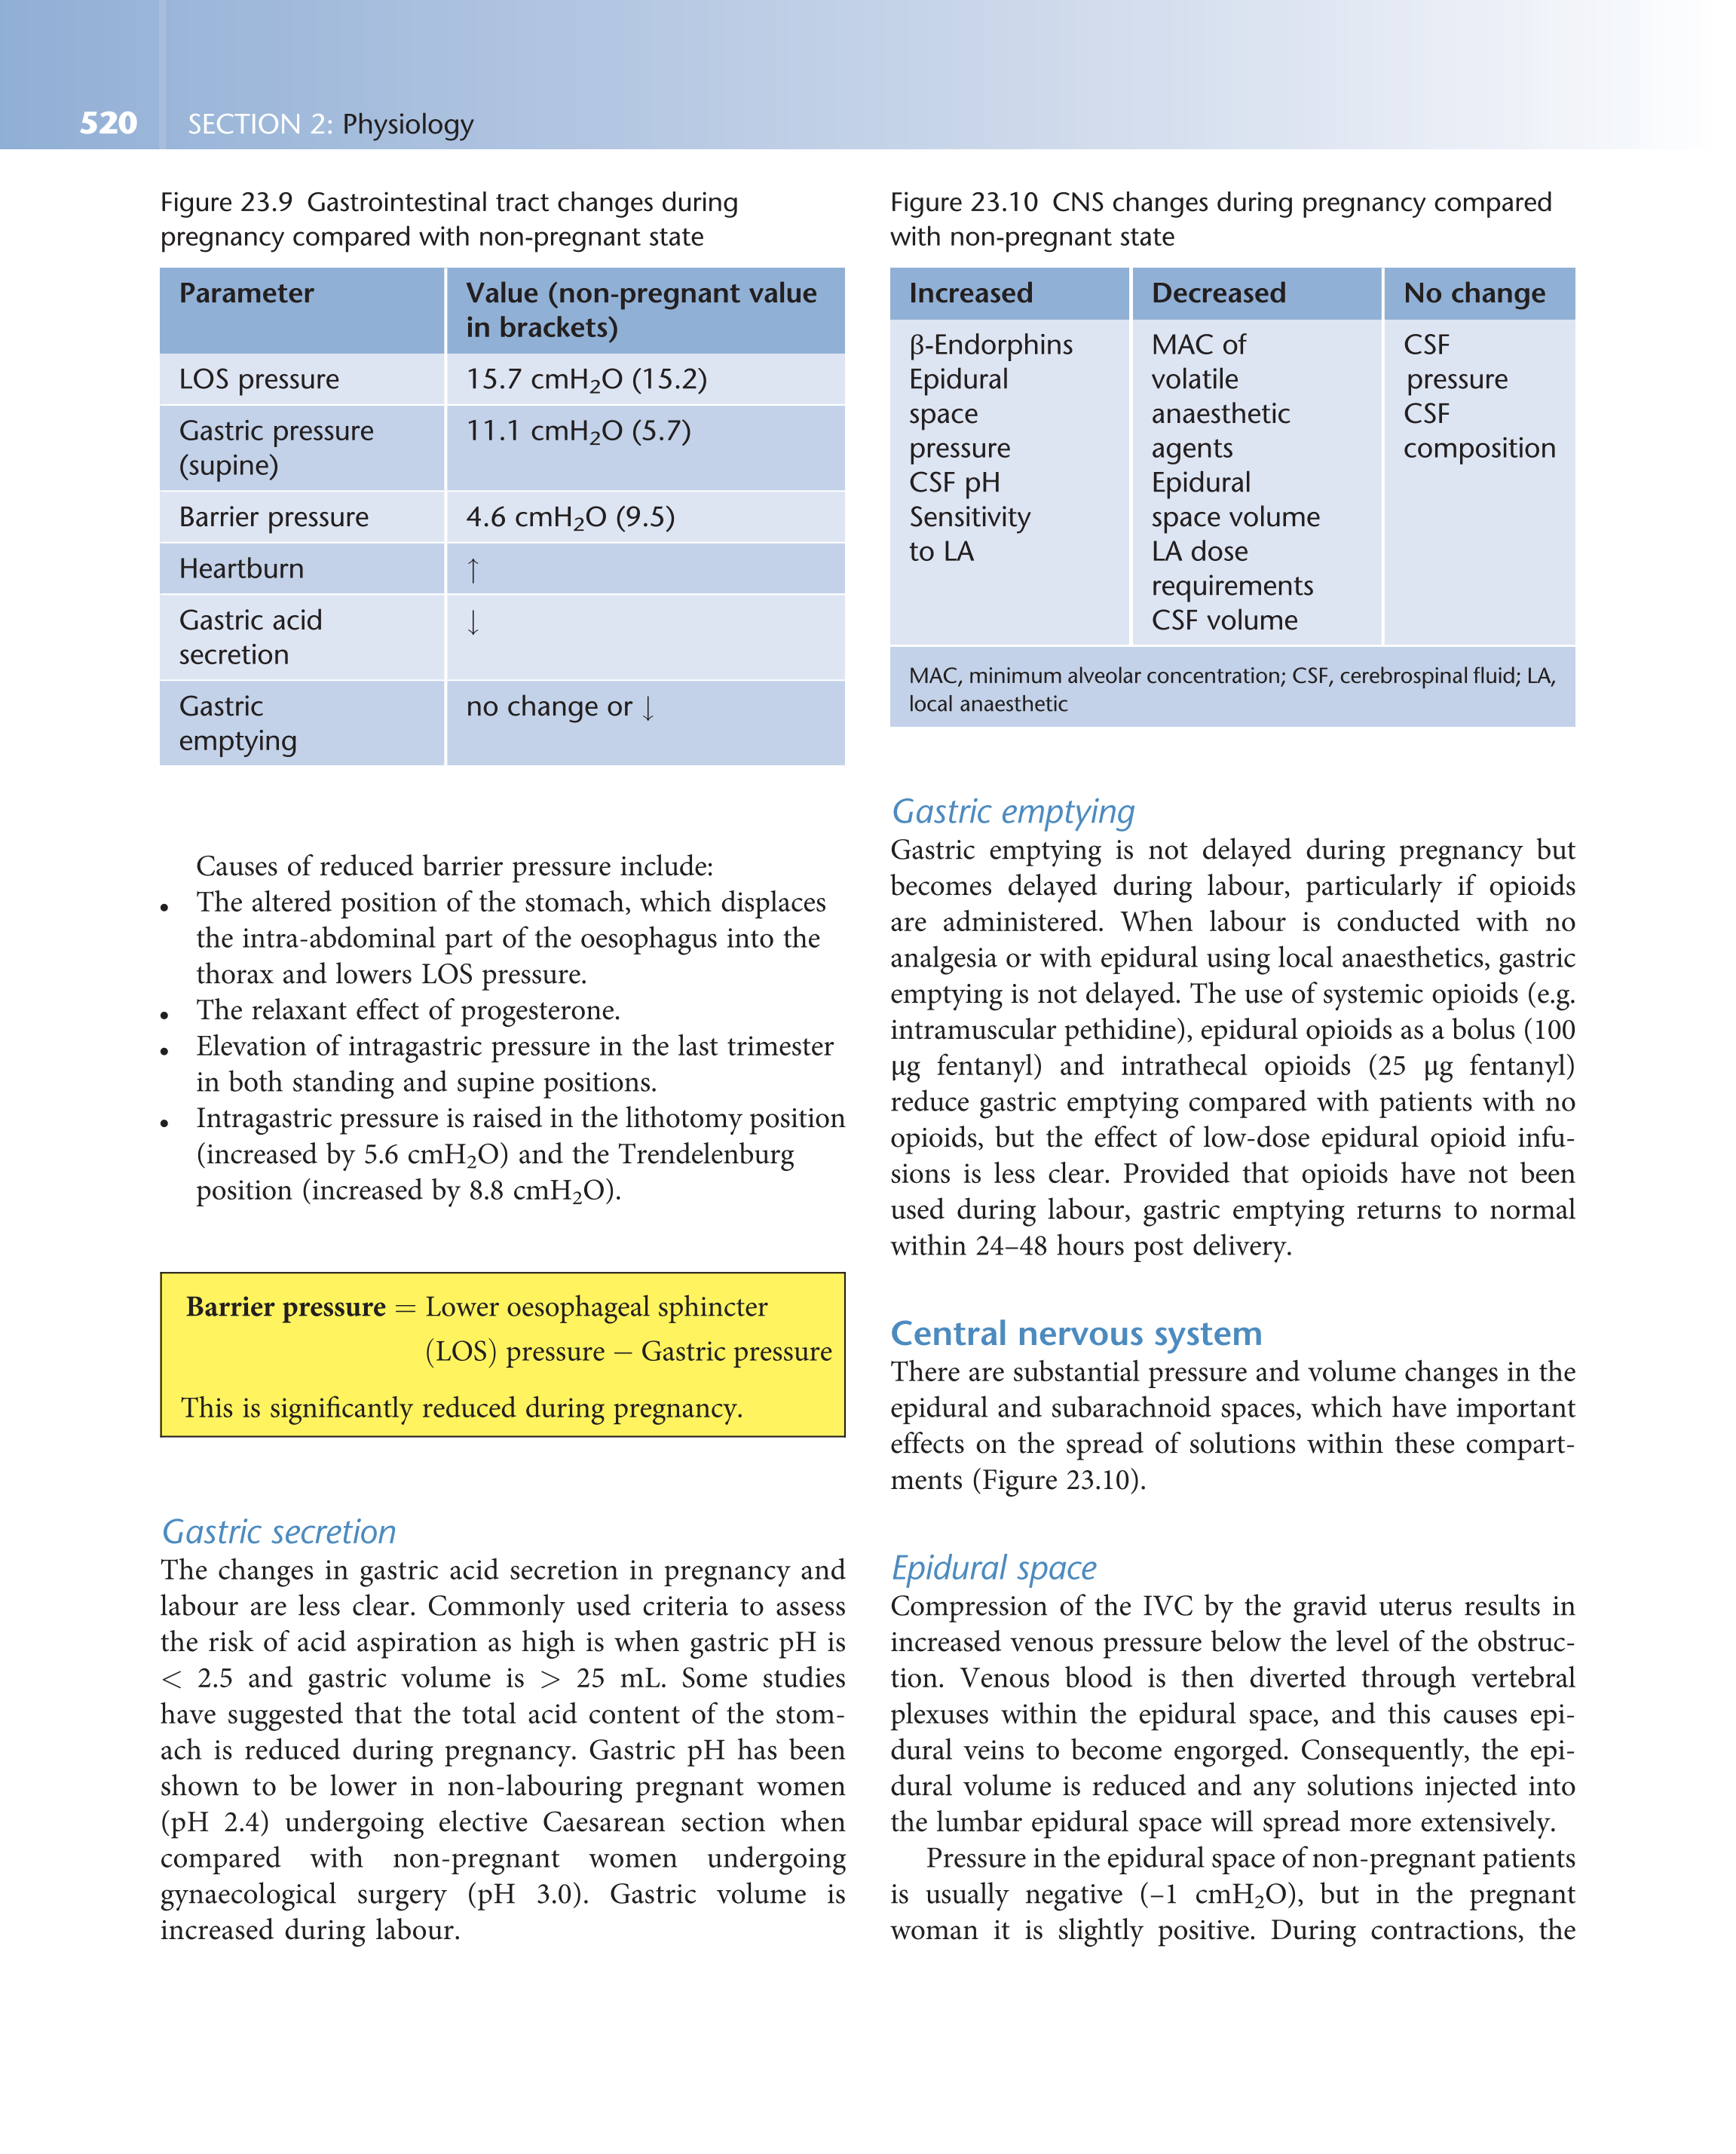 520 SECTION 2: Physiology
Figure 23.9 Gastrointestinal tract changes during
pregnancy compared with non-pregnant state
Parameter Value (non-pregnant value
in brackets)
LOS pressure 15.7 cmH₂O (15.2)
Gastric pressure 11.1 cmH₂O (5.7)
(supine)
Barrier pressure 4.6 cmH₂O (9.5)
Heartburn ↑
Gastric acid ↓
secretion
Gastric no change or ↓
emptying
Causes of reduced barrier pressure include:
• The altered position of the stomach, which displaces
the intra-abdominal part of the oesophagus into the
thorax and lowers LOS pressure.
• The relaxant effect of progesterone.
• Elevation of intragastric pressure in the last trimester
in both standing and supine positions.
• Intragastric pressure is raised in the lithotomy position
(increased by 5.6 cmH₂O) and the Trendelenburg
position (increased by 8.8 cmH₂O).
Barrier pressure = Lower oesophageal sphincter
(LOS) pressure − Gastric pressure
This is significantly reduced during pregnancy.
Gastric secretion
The changes in gastric acid secretion in pregnancy and
labour are less clear. Commonly used criteria to assess
the risk of acid aspiration as high is when gastric pH is
< 2.5 and gastric volume is > 25 mL. Some studies
have suggested that the total acid content of the stom-
ach is reduced during pregnancy. Gastric pH has been
shown to be lower in non-labouring pregnant women
(pH 2.4) undergoing elective Caesarean section when
compared with non-pregnant women undergoing
gynaecological surgery (pH 3.0). Gastric volume is
increased during labour.
Figure 23.10 CNS changes during pregnancy compared
with non-pregnant state
Increased Decreased No change
β-Endorphins MAC of CSF
Epidural volatile pressure
space anaesthetic CSF
pressure agents composition
CSF pH Epidural
Sensitivity space volume
to LA LA dose
requirements
CSF volume
MAC, minimum alveolar concentration; CSF, cerebrospinal fluid; LA,
local anaesthetic
Gastric emptying
Gastric emptying is not delayed during pregnancy but
becomes delayed during labour, particularly if opioids
are administered. When labour is conducted with no
analgesia or with epidural using local anaesthetics, gastric
emptying is not delayed. The use of systemic opioids (e.g.
intramuscular pethidine), epidural opioids as a bolus (100
µg fentanyl) and intrathecal opioids (25 µg fentanyl)
reduce gastric emptying compared with patients with no
opioids, but the effect of low-dose epidural opioid infu-
sions is less clear. Provided that opioids have not been
used during labour, gastric emptying returns to normal
within 24–48 hours post delivery.
Central nervous system
There are substantial pressure and volume changes in the
epidural and subarachnoid spaces, which have important
effects on the spread of solutions within these compart-
ments (Figure 23.10).
Epidural space
Compression of the IVC by the gravid uterus results in
increased venous pressure below the level of the obstruc-
tion. Venous blood is then diverted through vertebral
plexuses within the epidural space, and this causes epi-
dural veins to become engorged. Consequently, the epi-
dural volume is reduced and any solutions injected into
the lumbar epidural space will spread more extensively.
Pressure in the epidural space of non-pregnant patients
is usually negative (–1 cmH₂O), but in the pregnant
woman it is slightly positive. During contractions, the